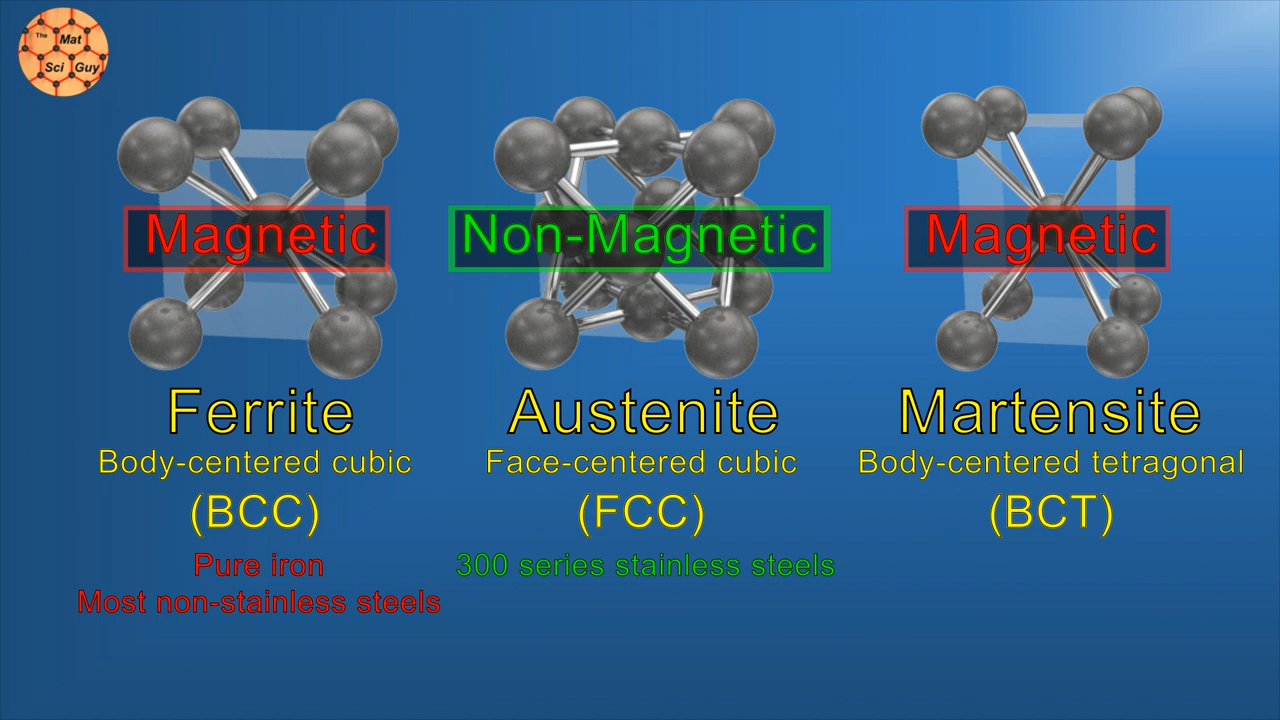 The Mat
Sci Guy
Magnetic
Non-Magnetic
Magnetic
Ferrite
Body-centered cubic
(BCC)
Pure iron
Most non-stainless steels
Austenite
Face-centered cubic
(FCC)
300 series stainless steels
Martensite
Body-centered tetragonal
(BCT)